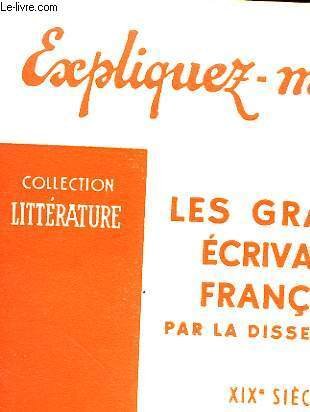 Le-livre.com
Expliquez-m
COLLECTION
LITTÉRATURE
LES GRA
ÉCRIVA
FRANÇ
PAR LA DISSE
XIXe SIÈC